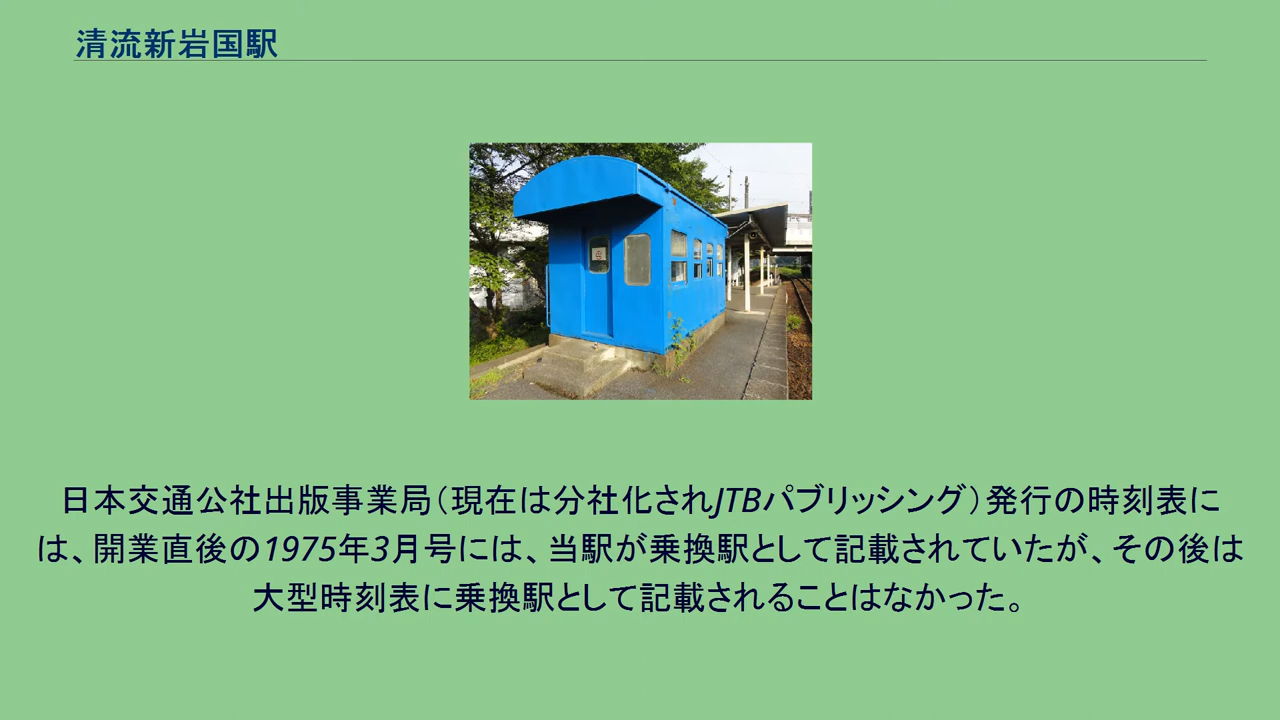 清流新岩国駅
日本交通公社出版事業局（現在は分社化されJTBパブリッシング）発行の時刻表に
は、開業直後の1975年3月号には、当駅が乗換駅として記載されていたが、その後は
大型時刻表に乗換駅として記載されることはなかった。